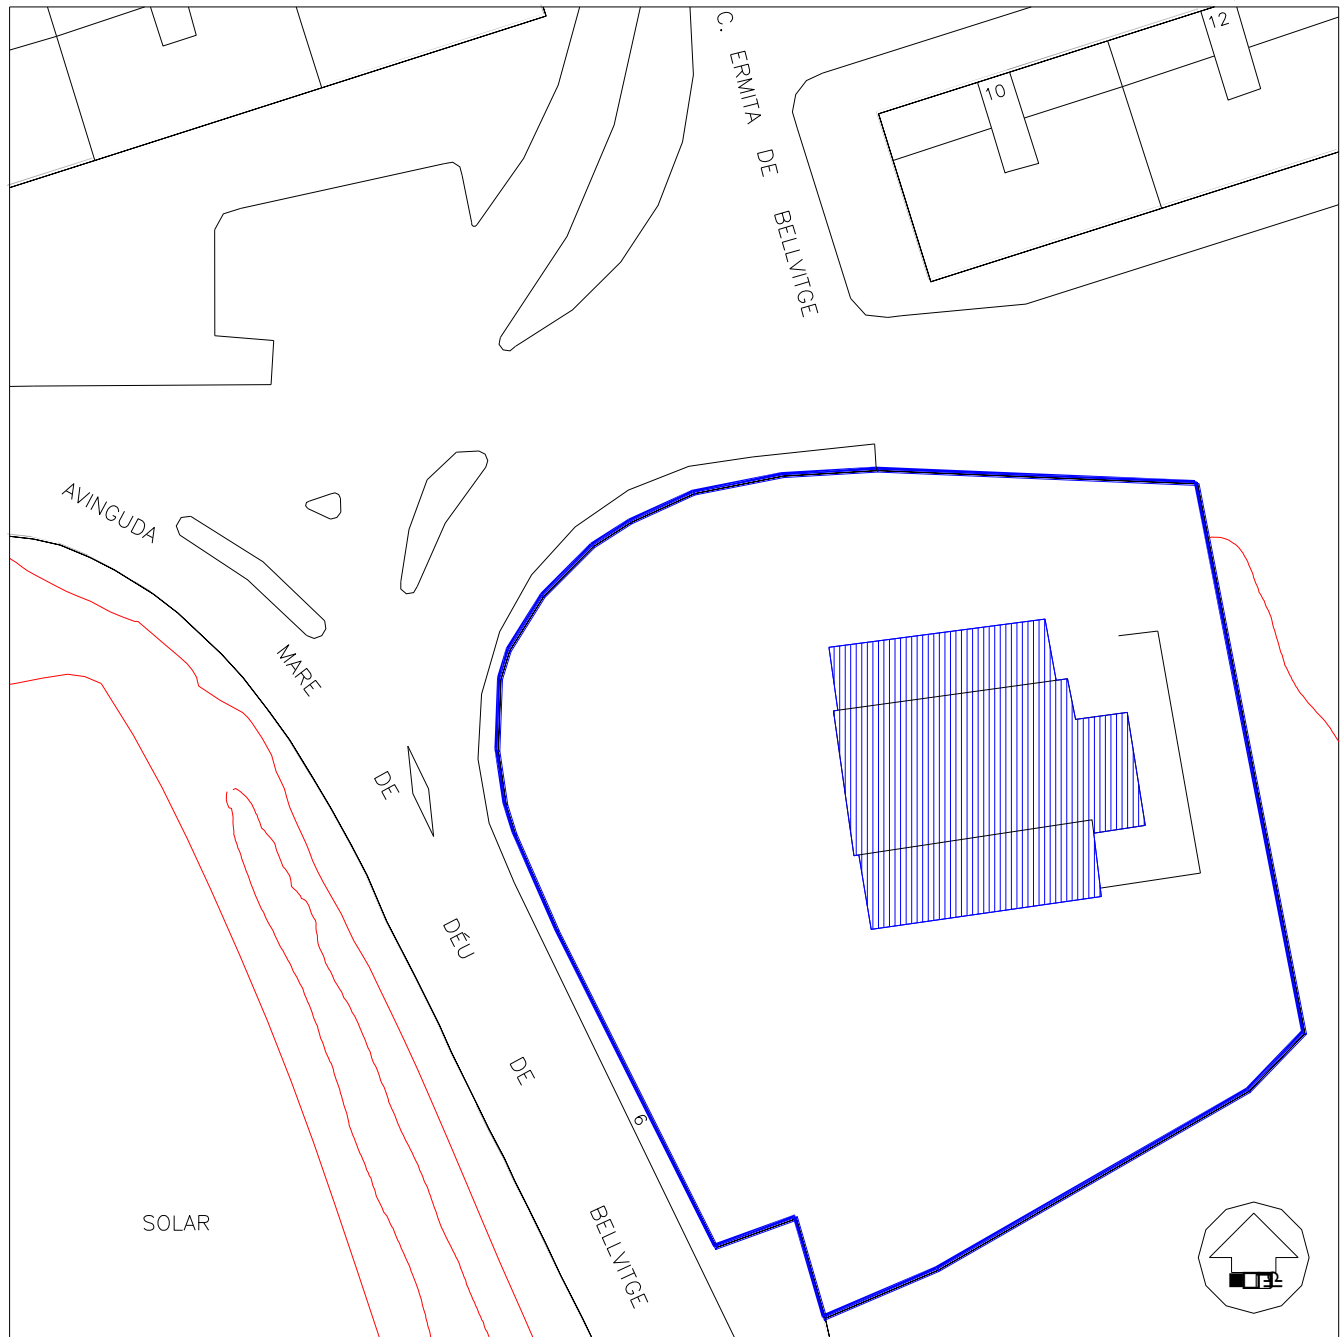 C. ERMITA DE BELLVITGE
12
10
AVINGUDA MARE DE DÉU DE BELLVITGE
6
SOLAR